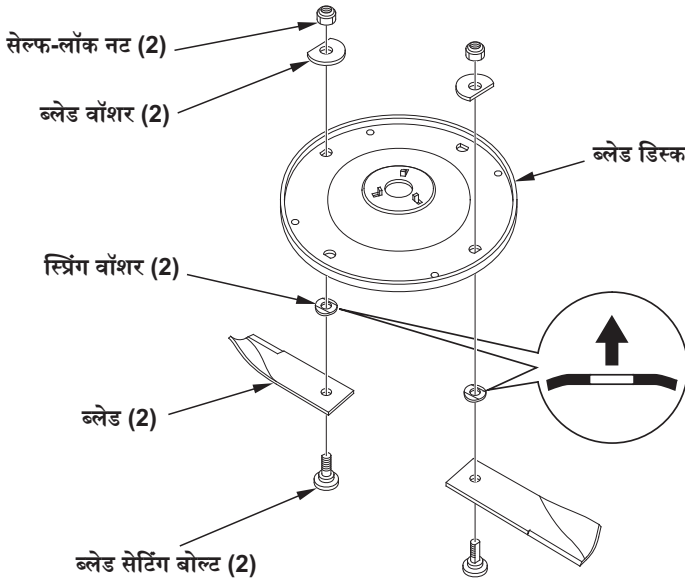 सेल्फ-लॉक नट (2)
ब्लेड वॉशर (2)
ब्लेड डिस्क
स्प्रिंग वॉशर (2)
ब्लेड (2)
ब्लेड सेटिंग बोल्ट (2)